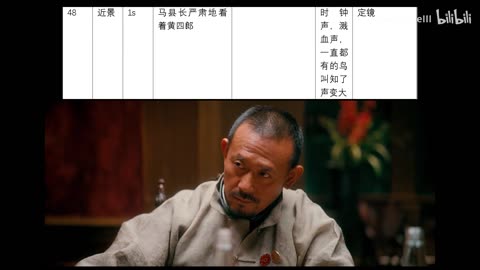 elll bilibili
48 近景 1s 马县长严肃地看 时 钟 定镜
着黄四郎 声，溅
血声，
一直都
有的鸟
叫知了
声变大